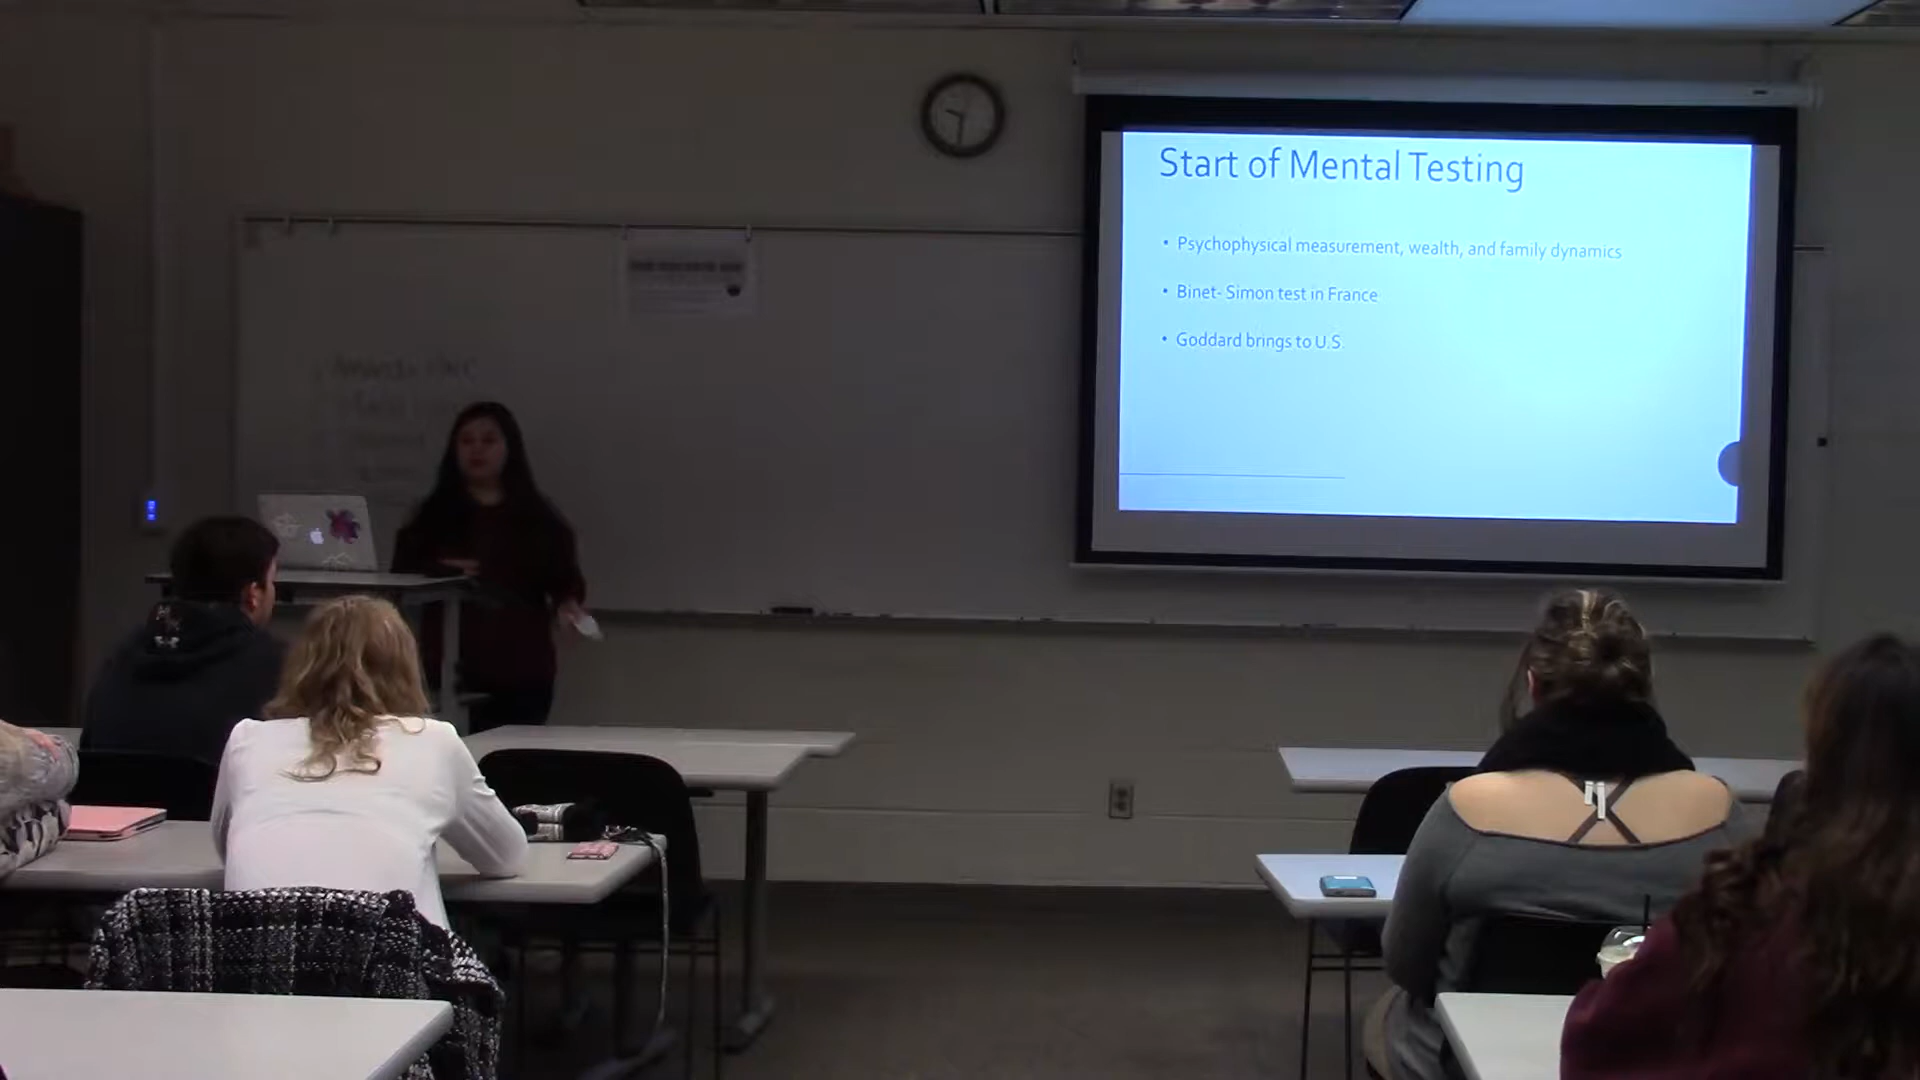 Start of Mental Testing
• Psychophysical measurement, wealth, and family dynamics
• Binet- Simon test in France
• Goddard brings to U.S.